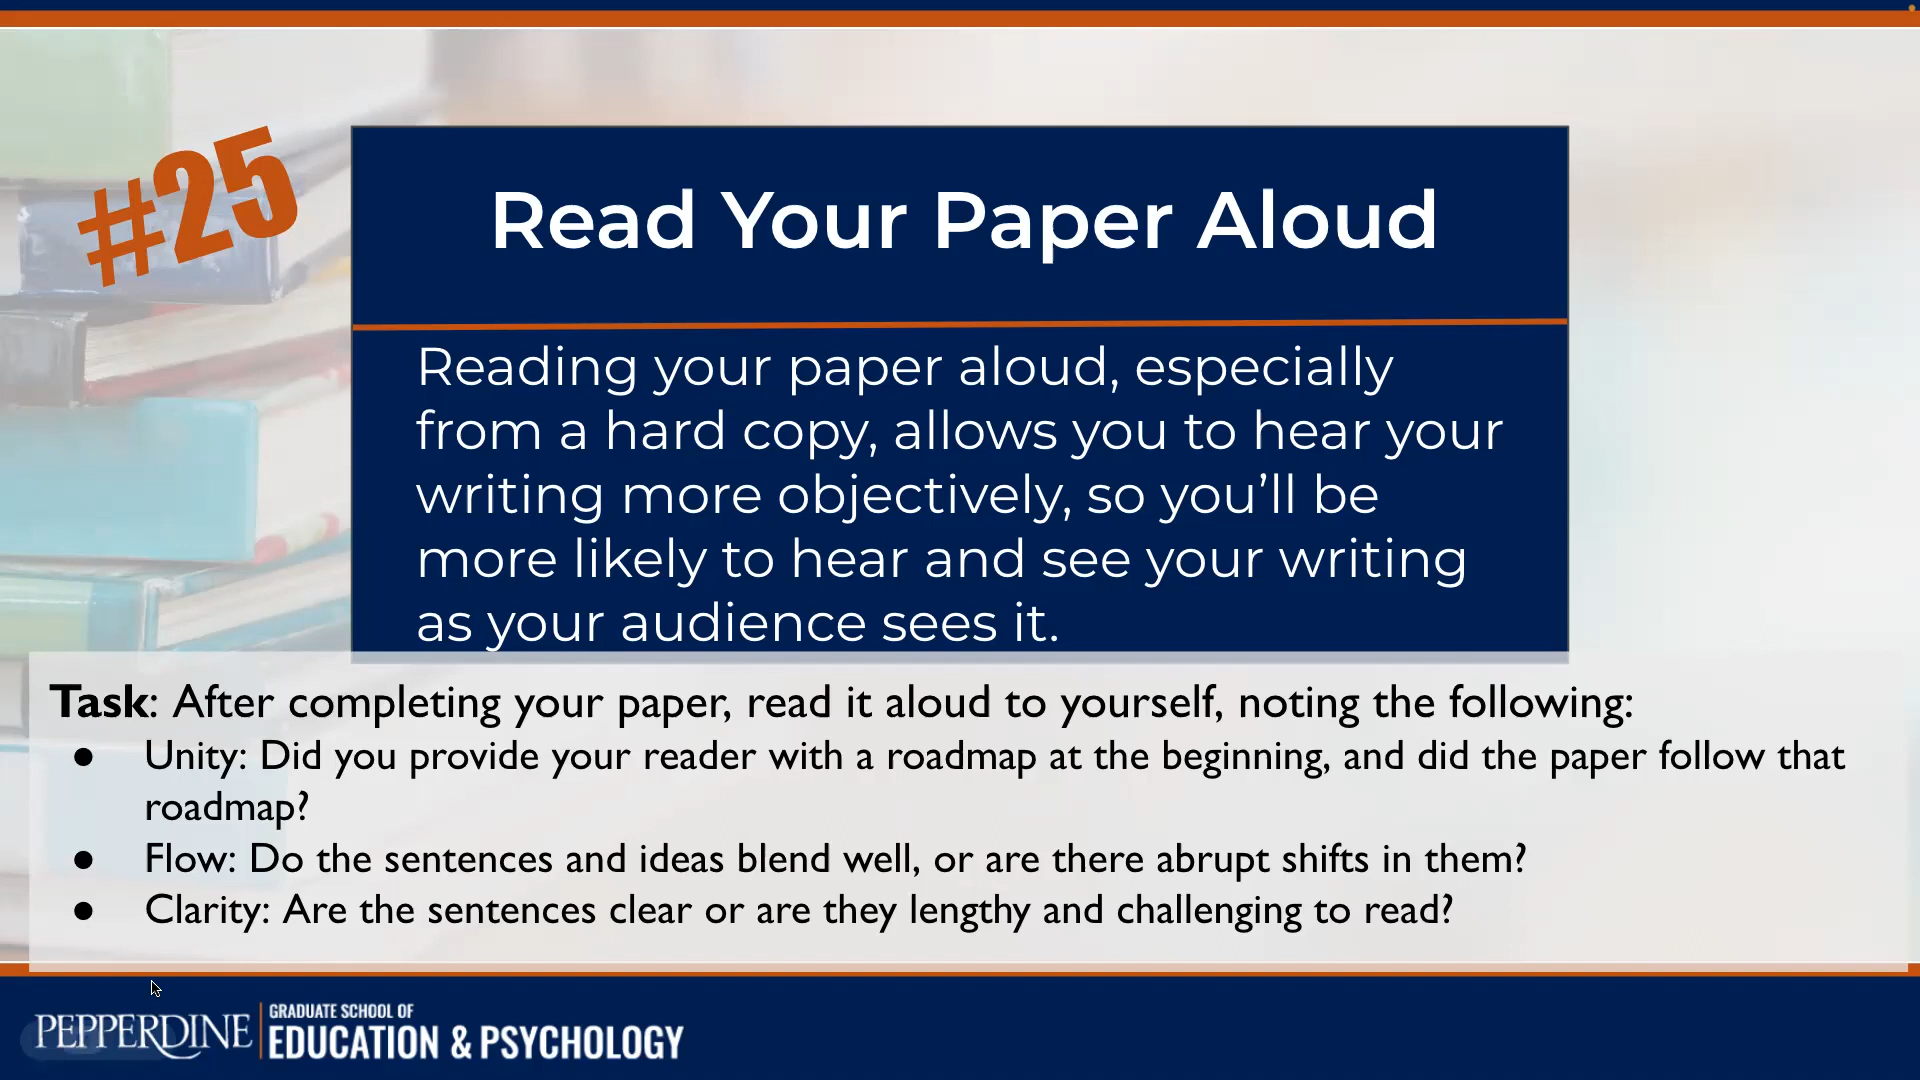 #25
Read Your Paper Aloud
Reading your paper aloud, especially
from a hard copy, allows you to hear your
writing more objectively, so you’ll be
more likely to hear and see your writing
as your audience sees it.
Task: After completing your paper, read it aloud to yourself, noting the following:
● Unity: Did you provide your reader with a roadmap at the beginning, and did the paper follow that
roadmap?
● Flow: Do the sentences and ideas blend well, or are there abrupt shifts in them?
● Clarity: Are the sentences clear or are they lengthy and challenging to read?
PEPPERDINE
GRADUATE SCHOOL OF
EDUCATION & PSYCHOLOGY